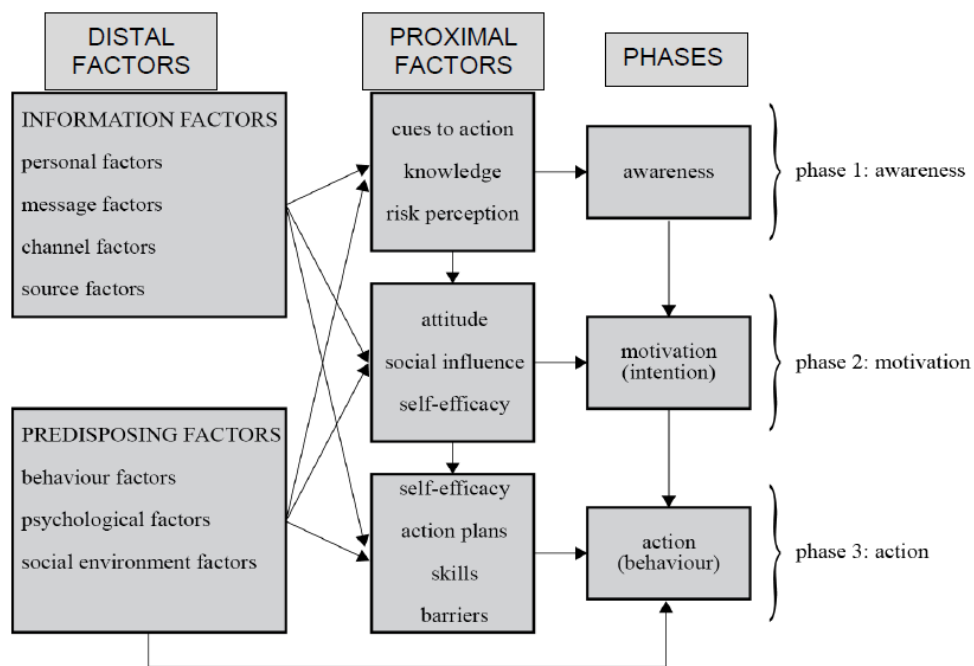 DISTAL
FACTORS
PROXIMAL
FACTORS
PHASES
INFORMATION FACTORS
personal factors
message factors
channel factors
source factors
PREDISPOSING FACTORS
behaviour factors
psychological factors
social environment factors
cues to action
knowledge
risk perception
attitude
social influence
self-efficacy
self-efficacy
action plans
skills
barriers
awareness
motivation
(intention)
action
(behaviour)
phase 1: awareness
phase 2: motivation
phase 3: action